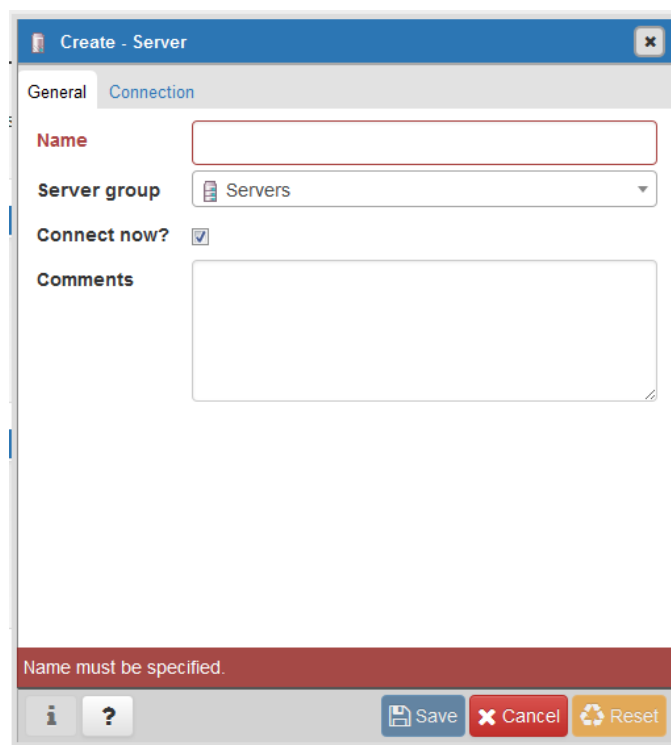 Create - Server
General Connection
Name
Server group Servers
Connect now?
Comments
Name must be specified.
i ? Save Cancel Reset